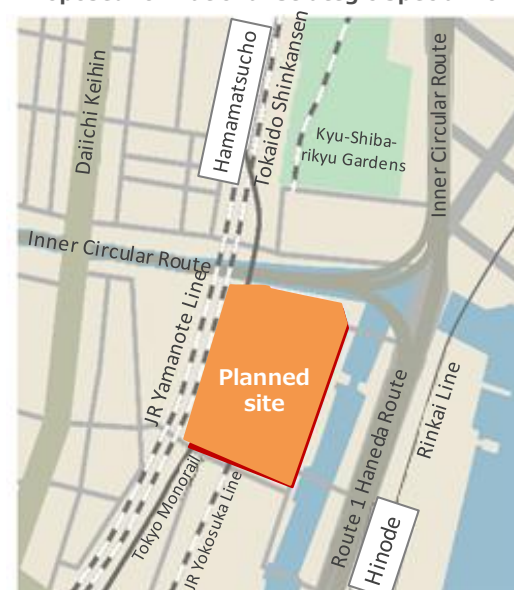 Daiichi Keihin
Hamamatsucho
Tokaido Shinkansen
Kyu-Shiba-
rikyu Gardens
Inner Circular Route
Inner Circular Route
JR Yamanote Line
Planned
site
Tokyo Monorail
JR Yokosuka Line
Route 1 Haneda Route
Rinkai Line
Hinode